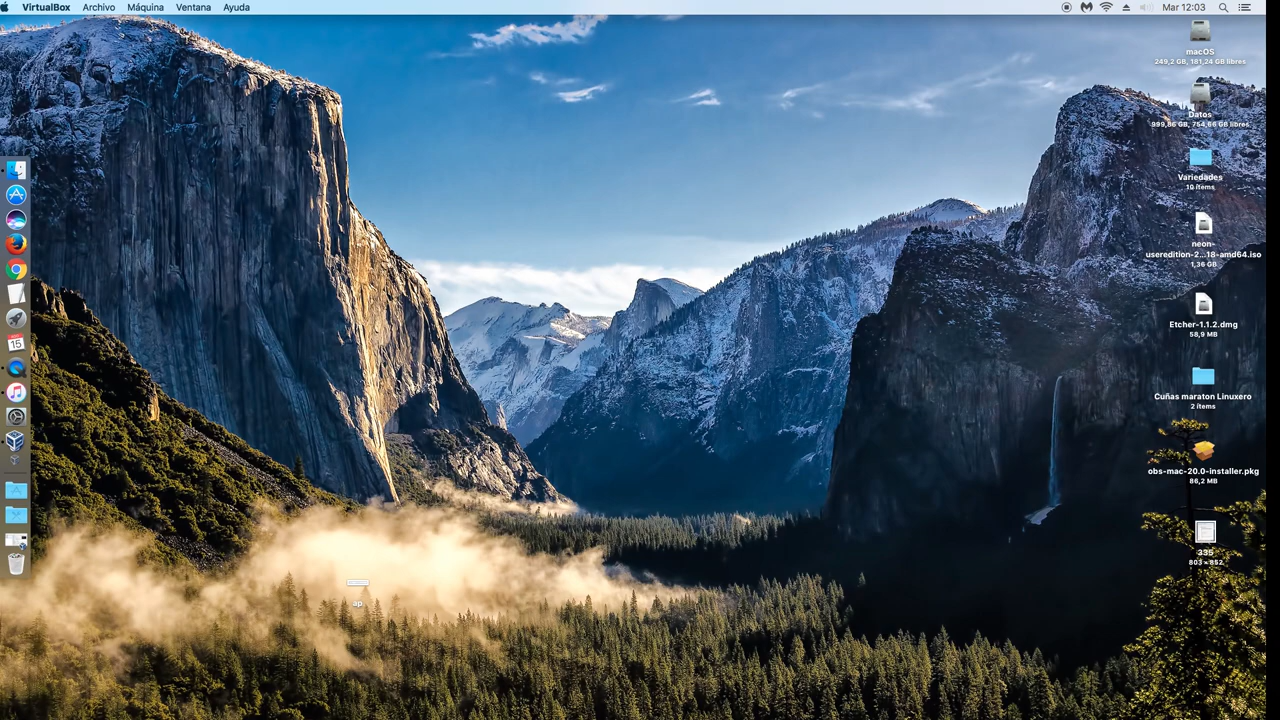 VirtualBox Archivo Máquina Ventana Ayuda
Mar 12:03
macOS
249,2 GB, 181,24 GB libres
Datos
999,86 GB, 754,66 GB libres
Variedades
10 ítems
neon-
useredition-2...18-amd64.iso
1,36 GB
Etcher-1.1.2.dmg
58,9 MB
Cuñas maraton Linuxero
2 ítems
obs-mac-20.0-installer.pkg
86,2 MB
335
803 × 852
15
ap